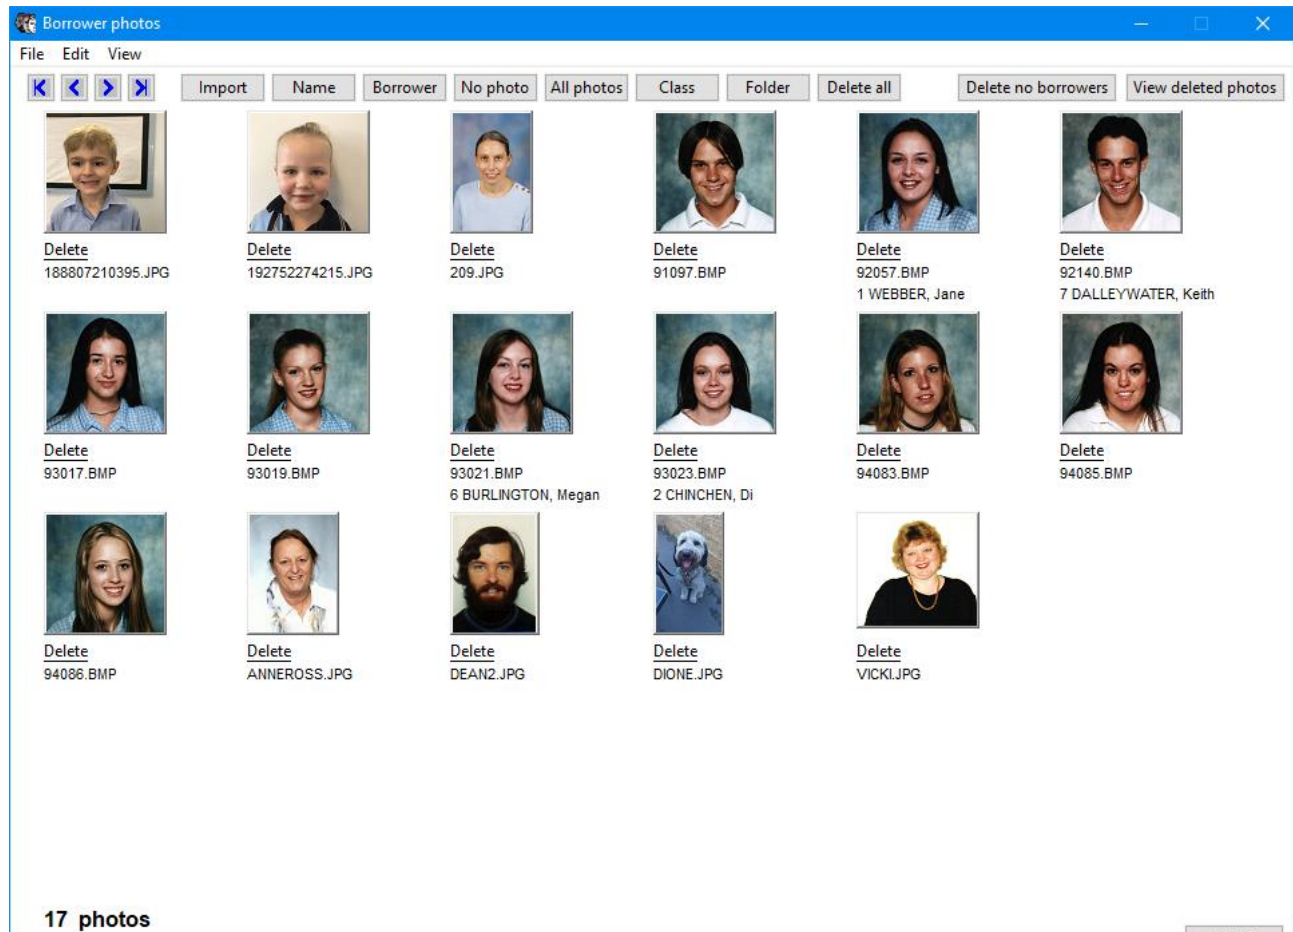 Borrower photos
File Edit View
Import Name Borrower No photo All photos Class Folder Delete all Delete no borrowers View deleted photos
Delete Delete Delete Delete Delete Delete
188807210395.JPG 192752274215.JPG 209.JPG 91097.BMP 92057.BMP 92140.BMP
1 WEBBER, Jane 7 DALLEYWATER, Keith
Delete Delete Delete Delete Delete Delete
93017.BMP 93019.BMP 93021.BMP 93023.BMP 94083.BMP 94085.BMP
6 BURLINGTON, Megan 2 CHINCHEN, Di
Delete Delete Delete Delete Delete
94086.BMP ANNEROSS.JPG DEAN2.JPG DIONE.JPG VICKI.JPG
17 photos